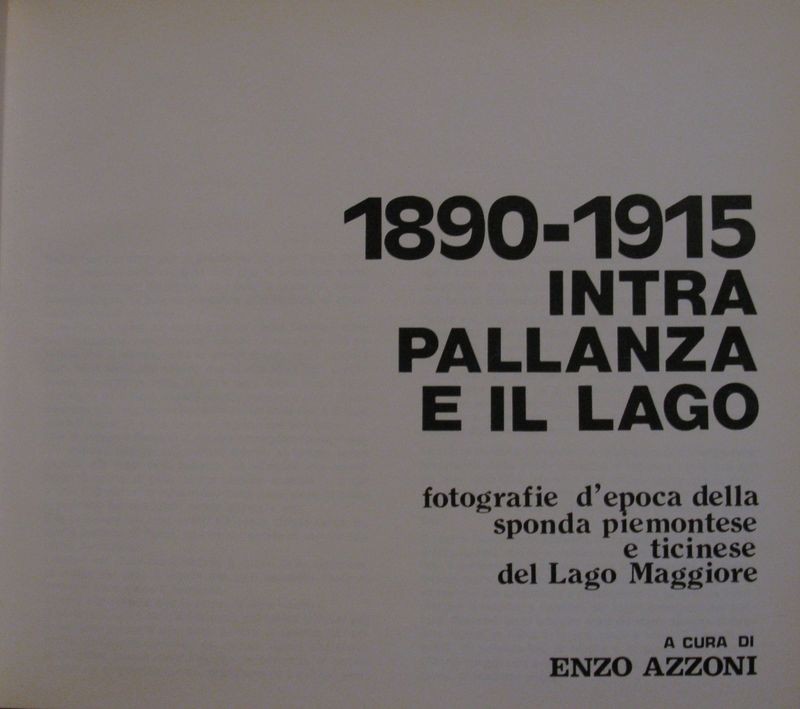 1890-1915
INTRA
PALLANZA
E IL LAGO
fotografie d'epoca della
sponda piemontese
e ticinese
del Lago Maggiore
A CURA DI
ENZO AZZONI